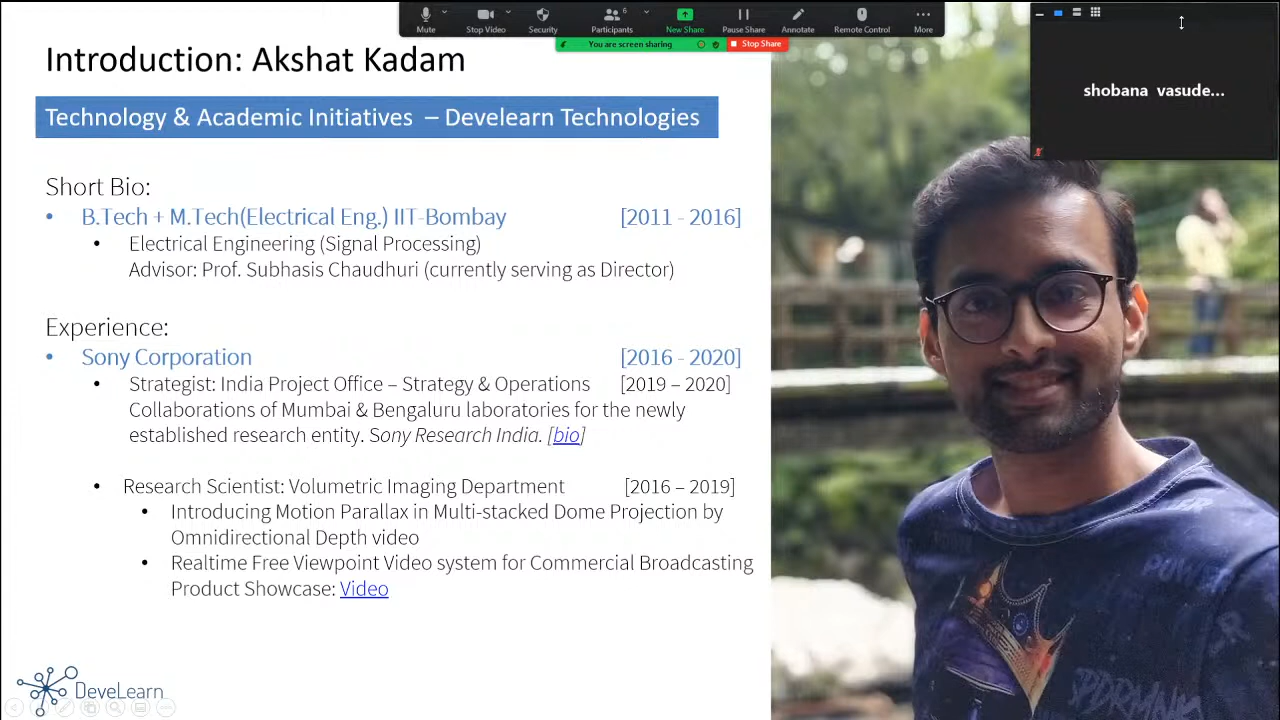 Mute
Stop Video
Security
Participants
6
New Share
Pause Share
Annotate
Remote Control
More
You are screen sharing
Stop Share
shobana vasude...
Introduction: Akshat Kadam
Technology & Academic Initiatives – Develearn Technologies
Short Bio:
• B.Tech + M.Tech(Electrical Eng.) IIT-Bombay [2011 - 2016]
• Electrical Engineering (Signal Processing)
Advisor: Prof. Subhasis Chaudhuri (currently serving as Director)
Experience:
• Sony Corporation [2016 - 2020]
• Strategist: India Project Office – Strategy & Operations [2019 – 2020]
Collaborations of Mumbai & Bengaluru laboratories for the newly
established research entity. Sony Research India. [bio]
• Research Scientist: Volumetric Imaging Department [2016 – 2019]
• Introducing Motion Parallax in Multi-stacked Dome Projection by
Omnidirectional Depth video
• Realtime Free Viewpoint Video system for Commercial Broadcasting
Product Showcase: Video
DeveLearn
POWER